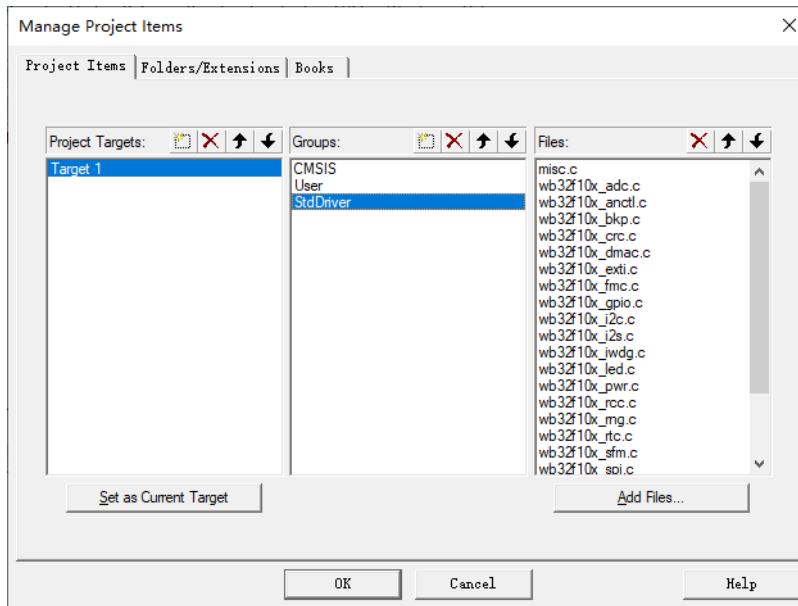 Manage Project Items
Project Items Folders/Extensions Books
Project Targets:
Target 1
Set as Current Target
Groups:
CMSIS
User
StdDriver
Files:
misc.c
wb32f10x_adc.c
wb32f10x_anctl.c
wb32f10x_bkp.c
wb32f10x_crc.c
wb32f10x_dmac.c
wb32f10x_exti.c
wb32f10x_fmc.c
wb32f10x_gpio.c
wb32f10x_i2c.c
wb32f10x_i2s.c
wb32f10x_iwdg.c
wb32f10x_led.c
wb32f10x_pwr.c
wb32f10x_rcc.c
wb32f10x_rng.c
wb32f10x_rtc.c
wb32f10x_sfm.c
wb32f10x_spi.c
Add Files...
OK Cancel Help